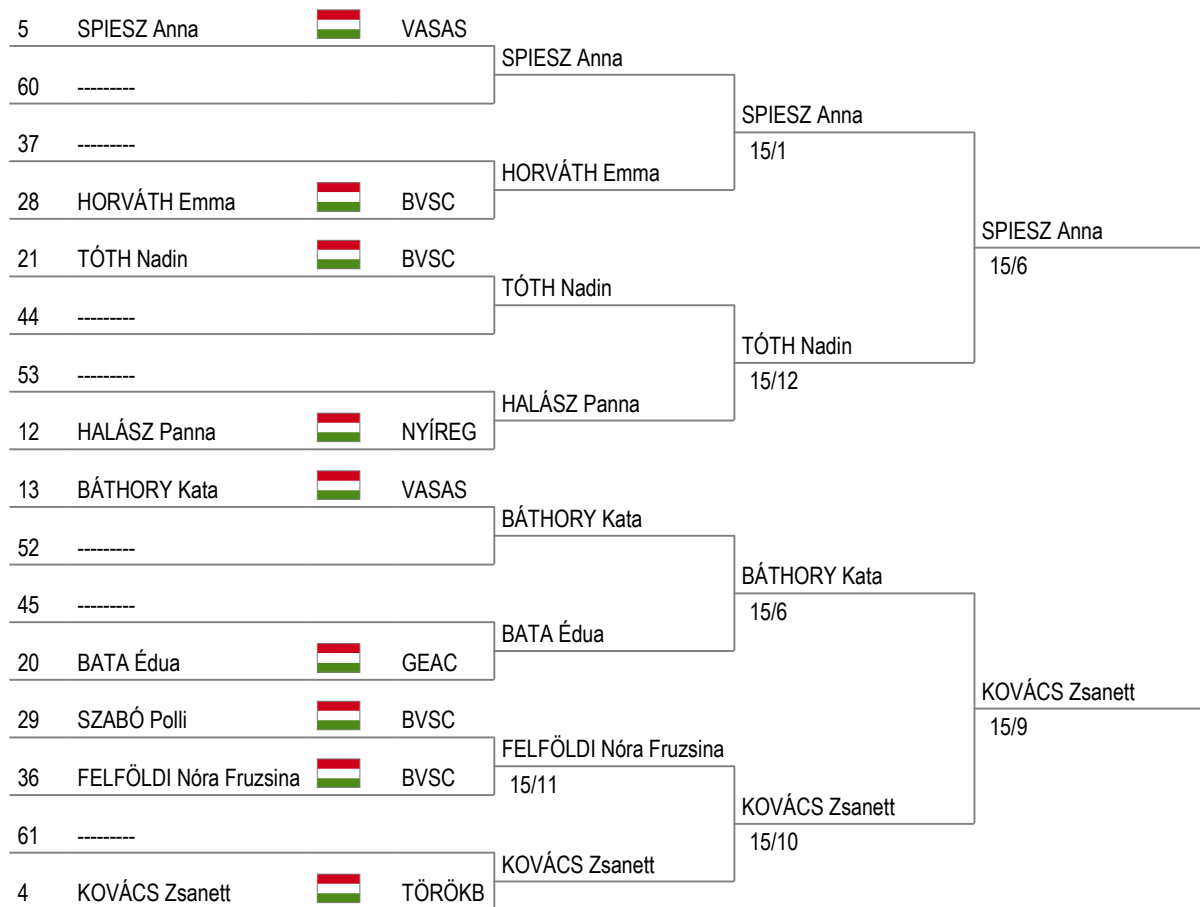 5 SPIESZ Anna VASAS
SPIESZ Anna
60 ---------
SPIESZ Anna
37 ---------
15/1
HORVÁTH Emma
28 HORVÁTH Emma BVSC
SPIESZ Anna
21 TÓTH Nadin BVSC
15/6
TÓTH Nadin
44 ---------
TÓTH Nadin
53 ---------
15/12
HALÁSZ Panna
12 HALÁSZ Panna NYÍREG
13 BÁTHORY Kata VASAS
BÁTHORY Kata
52 ---------
BÁTHORY Kata
45 ---------
15/6
BATA Édua
20 BATA Édua GEAC
KOVÁCS Zsanett
29 SZABÓ Polli BVSC
15/9
FELFÖLDI Nóra Fruzsina
36 FELFÖLDI Nóra Fruzsina BVSC
15/11
KOVÁCS Zsanett
61 ---------
15/10
KOVÁCS Zsanett
4 KOVÁCS Zsanett TÖRÖKB